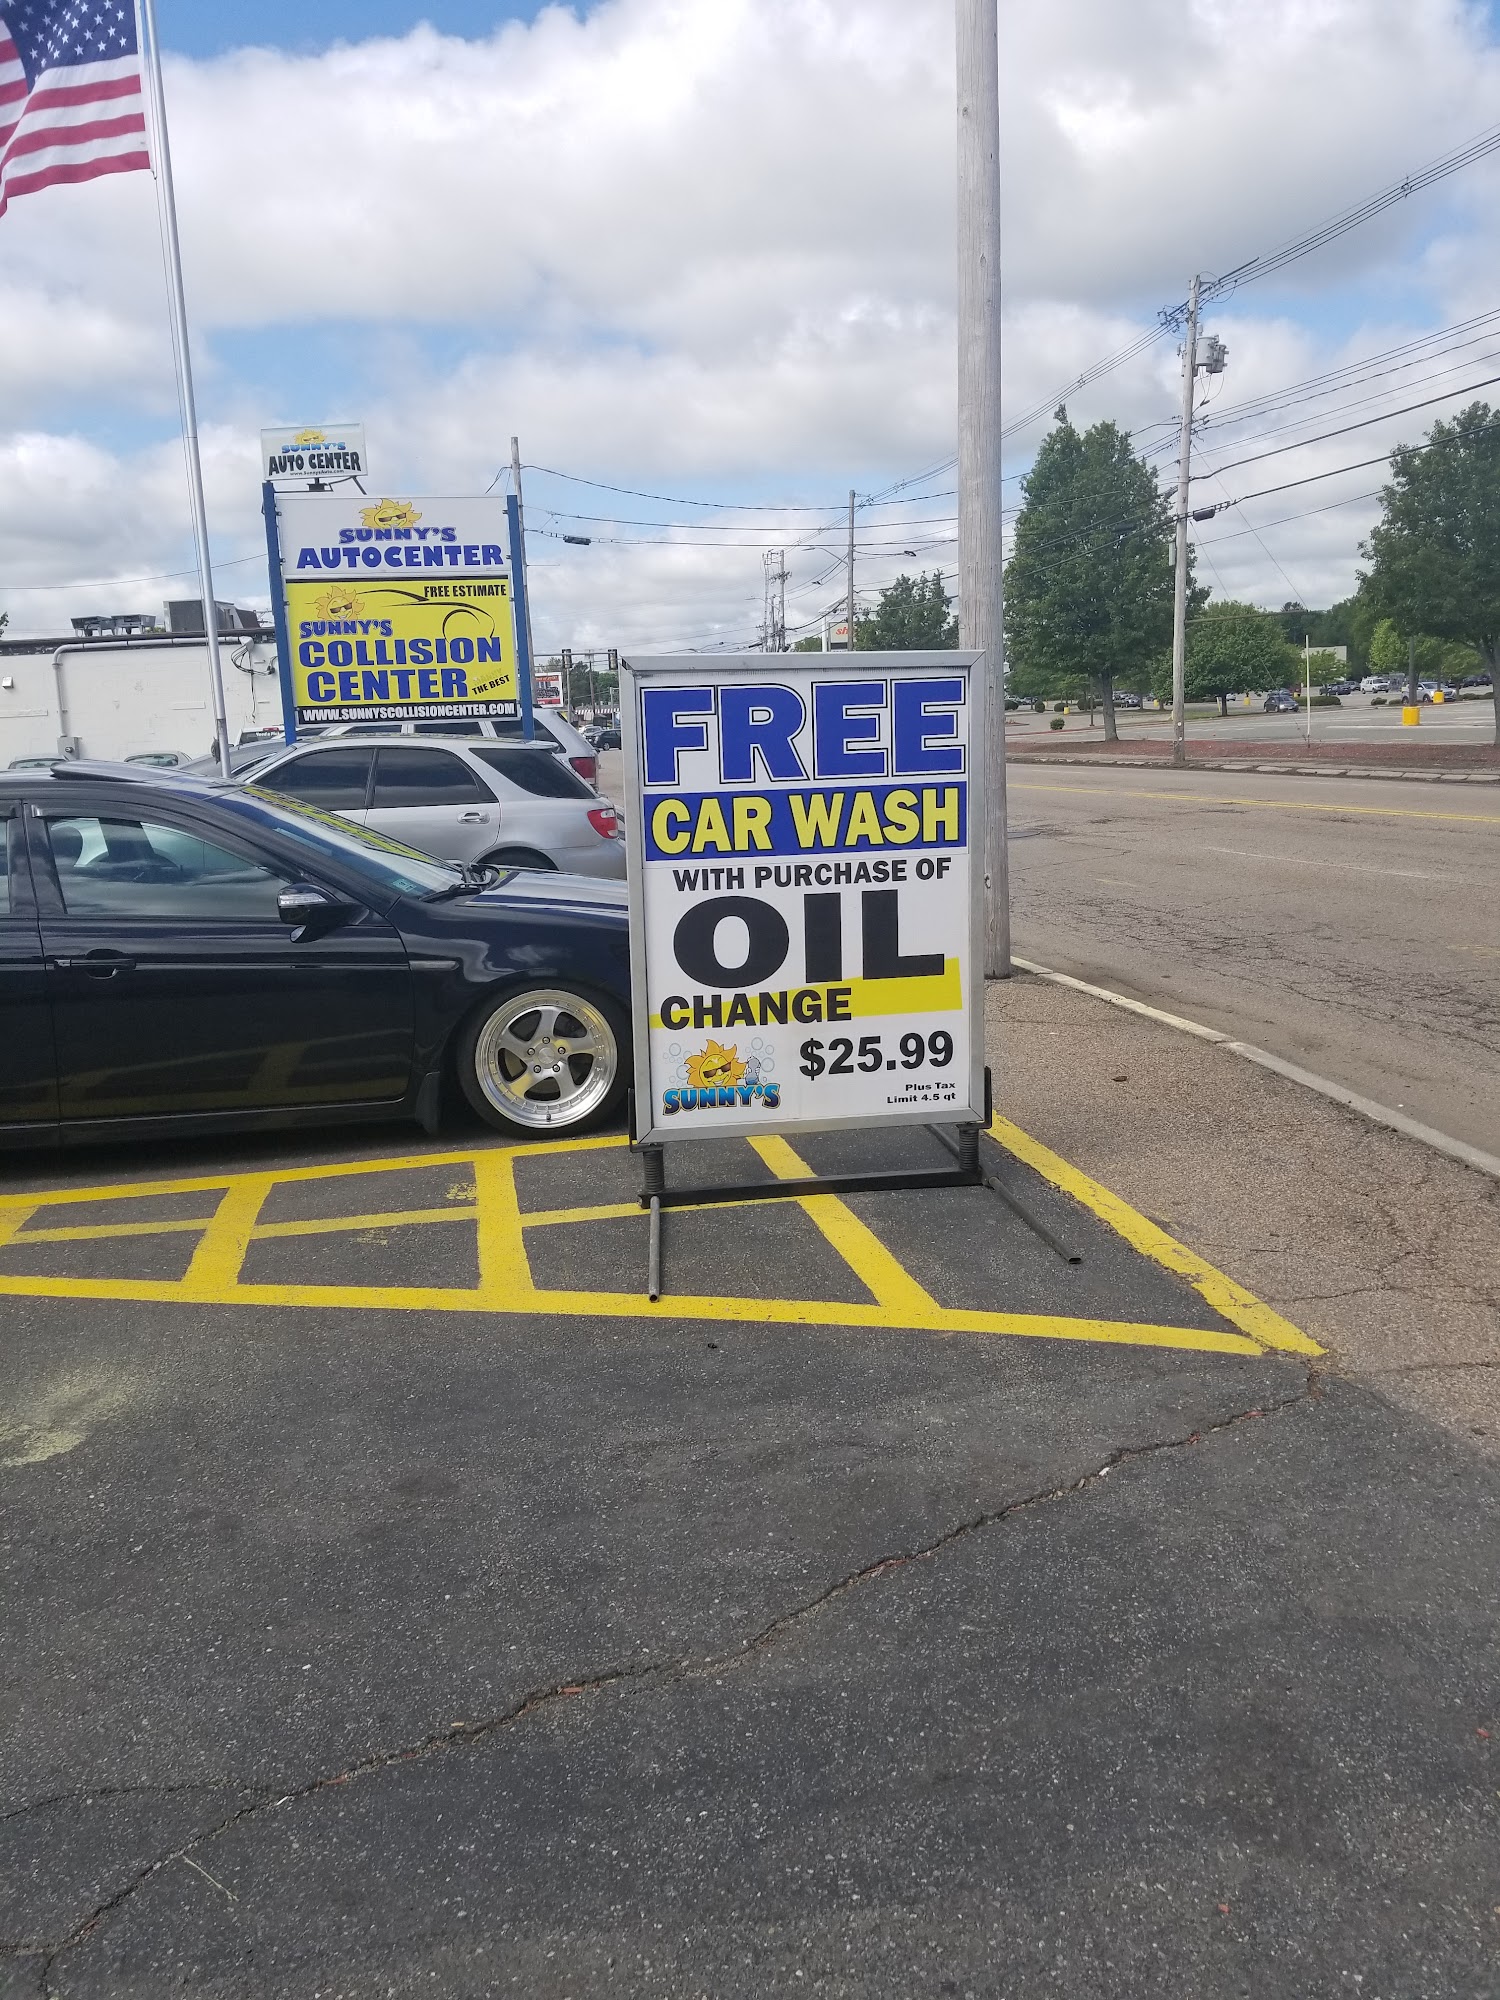 SUNNY'S
AUTO CENTER
SUNNY'S
AUTOCENTER
FREE ESTIMATE
SUNNY'S
COLLISION
CENTER
THE BEST
WWW.SUNNYSCOLLISIONCENTER.COM
FREE
CAR WASH
WITH PURCHASE OF
OIL
CHANGE
$25.99
SUNNY'S
Plus Tax
Limit 4.5 qt